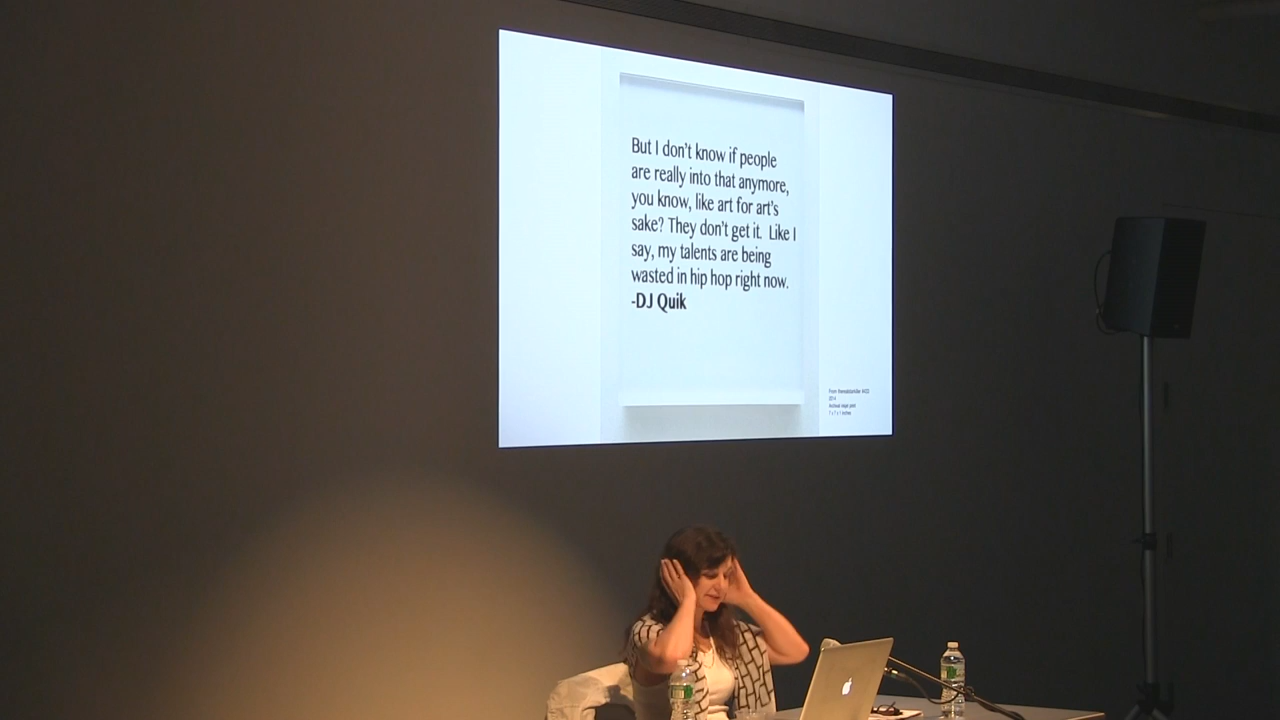 But I don't know if people
are really into that anymore,
you know, like art for art's
sake? They don't get it.  Like I
say, my talents are being
wasted in hip hop right now.
-DJ Quik
2014